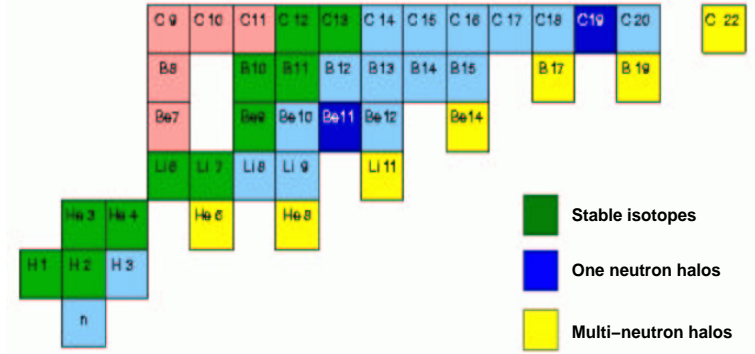 C 9 C 10 C11 C 12 C13 C 14 C 15 C 16 C 17 C18 C19 C 20 C 22
B8 B10 B11 B 12 B13 B14 B15 B 17 B 19
Be7 Be9 Be10 Be11 Be12 Be14
Li 6 Li 7 Li 8 Li 9 Li 11
He 3 He 4 He 6 He 8
H 1 H 2 H 3
n
Stable isotopes
One neutron halos
Multi–neutron halos